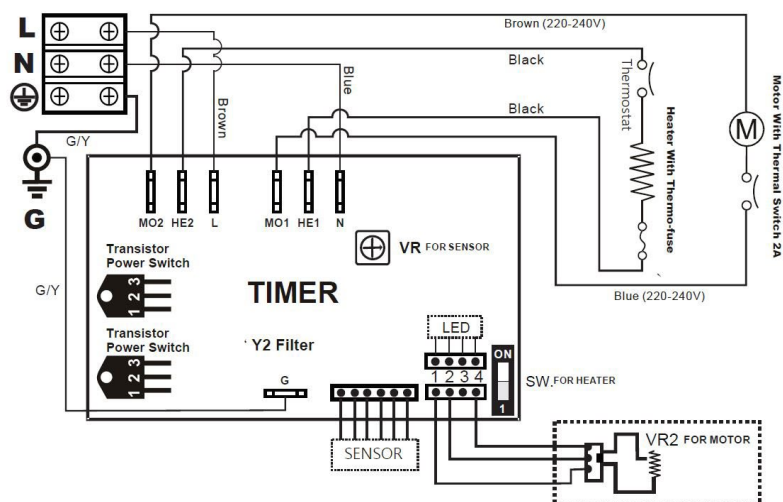 L
N
G/Y
G
G/Y
Brown
Blue
Brown (220-240V)
Black
Black
Blue (220-240V)
Thermostat
Heater With Thermo-fuse
M
Motor With Thermal Switch 2A
MO2 HE2 L MO1 HE1 N
VR FOR SENSOR
Transistor
Power Switch
1 2 3
TIMER
Transistor
Power Switch
1 2 3
Y2 Filter
G
LED
1 2 3 4
ON
1
SW. FOR HEATER
SENSOR
VR2 FOR MOTOR